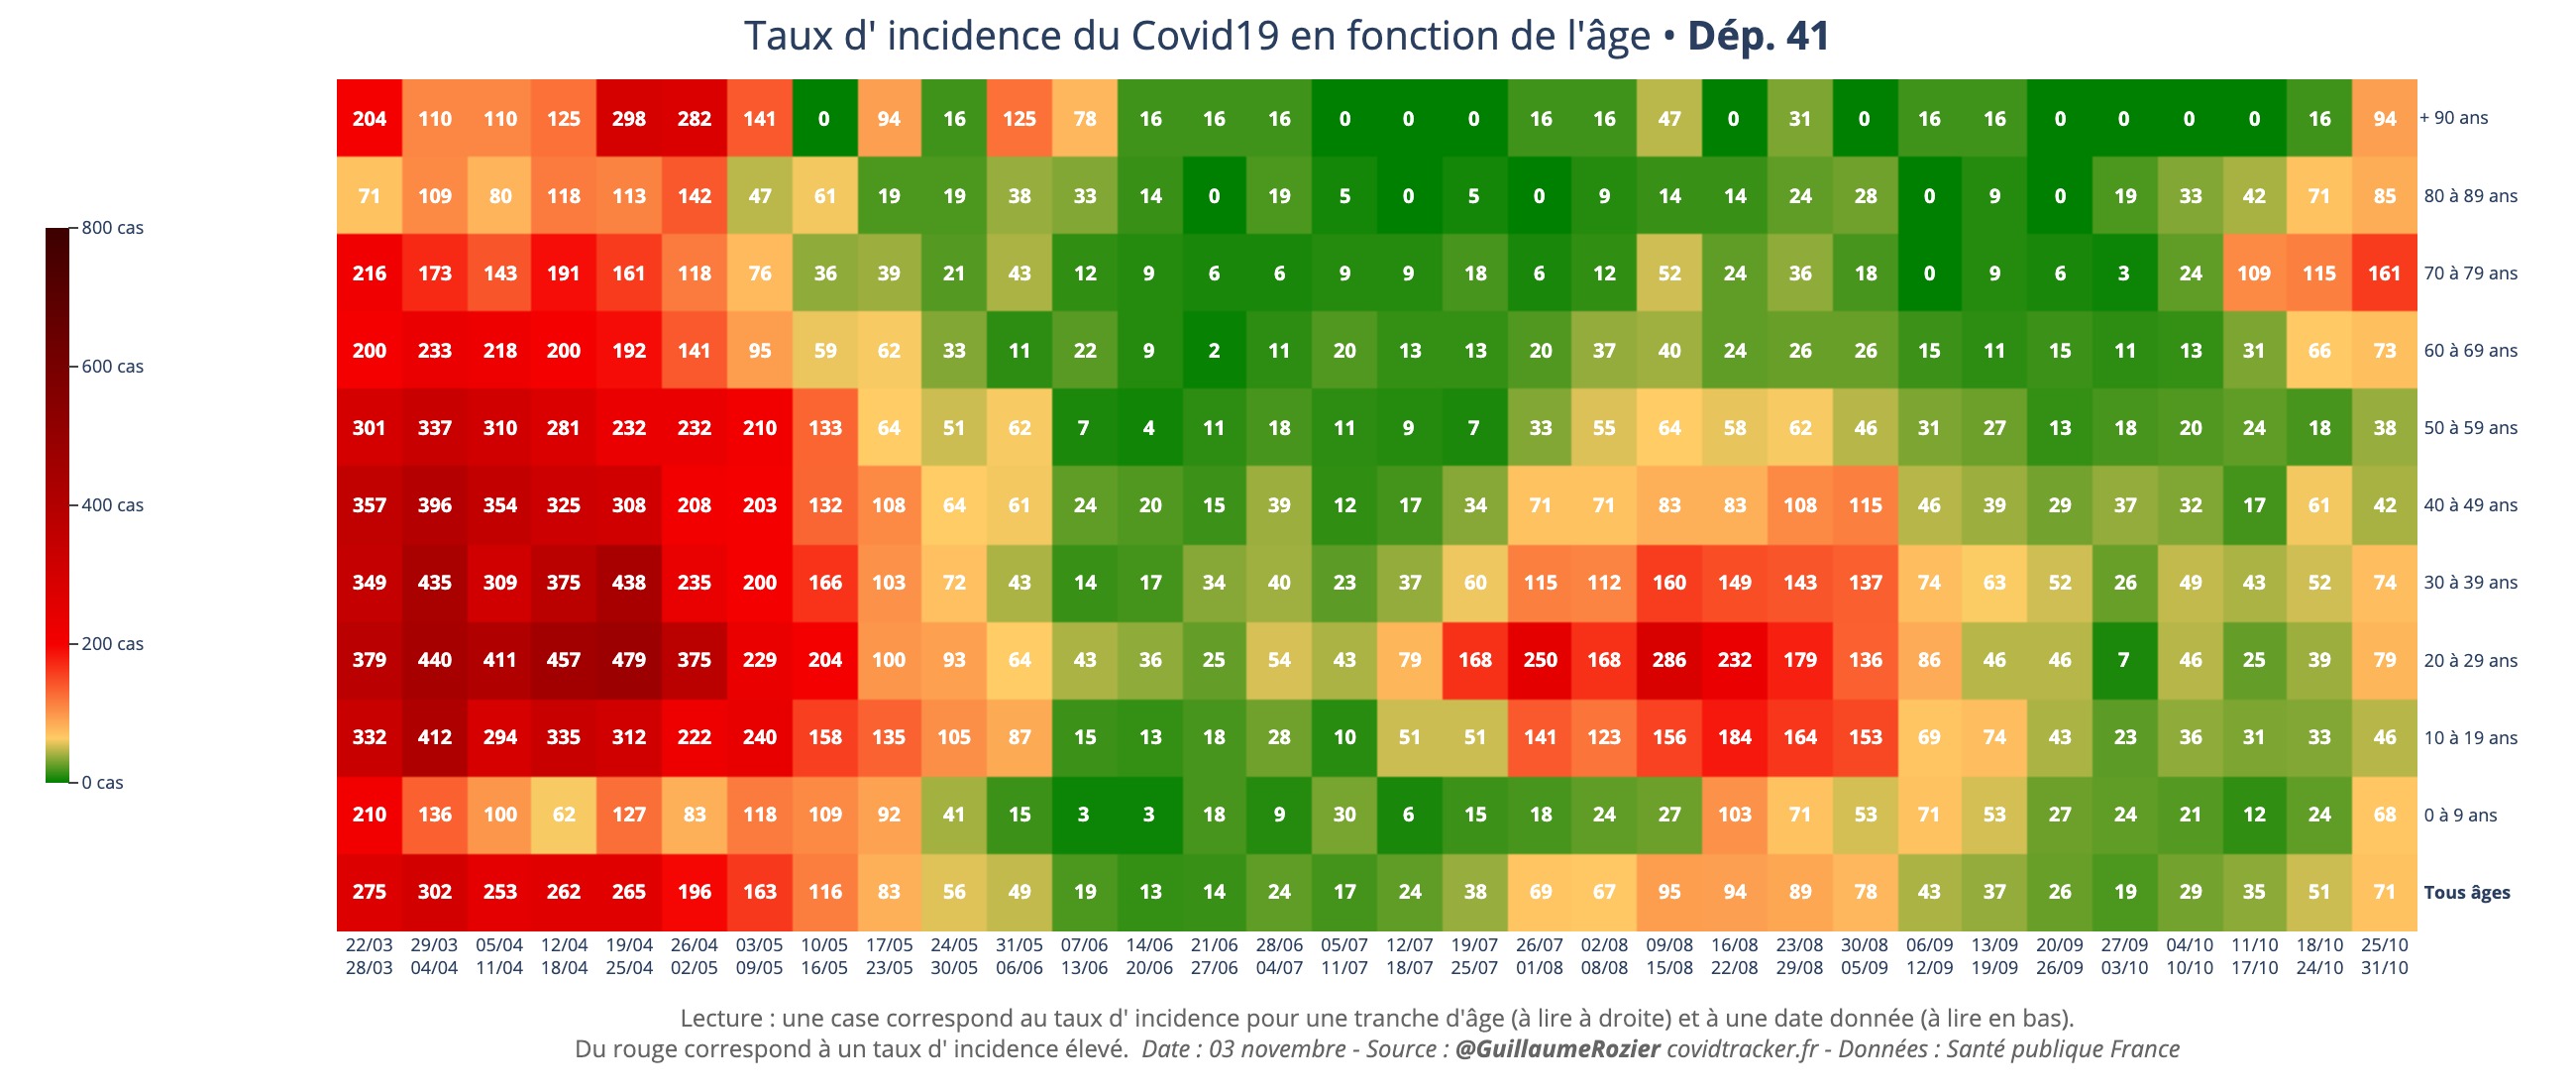 Taux d' incidence du Covid19 en fonction de l'âge • Dép. 41
800 cas
600 cas
400 cas
200 cas
0 cas
204 110 110 125 298 282 141 0 94 16 125 78 16 16 16 0 0 0 16 16 47 0 31 0 16 16 0 0 0 0 16 94 + 90 ans
71 109 80 118 113 142 47 61 19 19 38 33 14 0 19 5 0 5 0 9 14 14 24 28 0 9 0 19 33 42 71 85 80 à 89 ans
216 173 143 191 161 118 76 36 39 21 43 12 9 6 6 9 9 18 6 12 52 24 36 18 0 9 6 3 24 109 115 161 70 à 79 ans
200 233 218 200 192 141 95 59 62 33 11 22 9 2 11 20 13 13 20 37 40 24 26 26 15 11 15 11 13 31 66 73 60 à 69 ans
301 337 310 281 232 232 210 133 64 51 62 7 4 11 18 11 9 7 33 55 64 58 62 46 31 27 13 18 20 24 18 38 50 à 59 ans
357 396 354 325 308 208 203 132 108 64 61 24 20 15 39 12 17 34 71 71 83 83 108 115 46 39 29 37 32 17 61 42 40 à 49 ans
349 435 309 375 438 235 200 166 103 72 43 14 17 34 40 23 37 60 115 112 160 149 143 137 74 63 52 26 49 43 52 74 30 à 39 ans
379 440 411 457 479 375 229 204 100 93 64 43 36 25 54 43 79 168 250 168 286 232 179 136 86 46 46 7 46 25 39 79 20 à 29 ans
332 412 294 335 312 222 240 158 135 105 87 15 13 18 28 10 51 51 141 123 156 184 164 153 69 74 43 23 36 31 33 46 10 à 19 ans
210 136 100 62 127 83 118 109 92 41 15 3 3 18 9 30 6 15 18 24 27 103 71 53 71 53 27 24 21 12 24 68 0 à 9 ans
275 302 253 262 265 196 163 116 83 56 49 19 13 14 24 17 24 38 69 67 95 94 89 78 43 37 26 19 29 35 51 71 Tous âges
22/03 29/03 05/04 12/04 19/04 26/04 03/05 10/05 17/05 24/05 31/05 07/06 14/06 21/06 28/06 05/07 12/07 19/07 26/07 02/08 09/08 16/08 23/08 30/08 06/09 13/09 20/09 27/09 04/10 11/10 18/10 25/10
28/03 04/04 11/04 18/04 25/04 02/05 09/05 16/05 23/05 30/05 06/06 13/06 20/06 27/06 04/07 11/07 18/07 25/07 01/08 08/08 15/08 22/08 29/08 05/09 12/09 19/09 26/09 03/10 10/10 17/10 24/10 31/10
Lecture : une case correspond au taux d' incidence pour une tranche d'âge (à lire à droite) et à une date donnée (à lire en bas).
Du rouge correspond à un taux d' incidence élevé. Date : 03 novembre - Source : @GuillaumeRozier covidtracker.fr - Données : Santé publique France